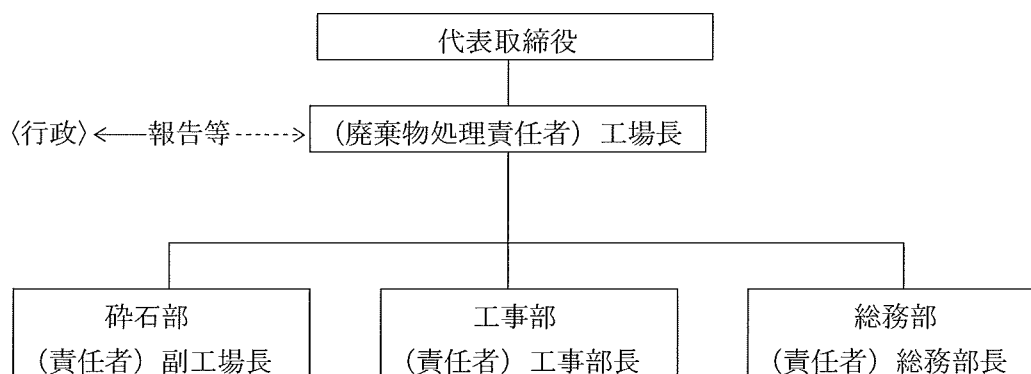 代表取締役
〈行政〉 報告等 (廃棄物処理責任者) 工場長
砕石部 工事部 総務部
(責任者) 副工場長 (責任者) 工事部長 (責任者) 総務部長